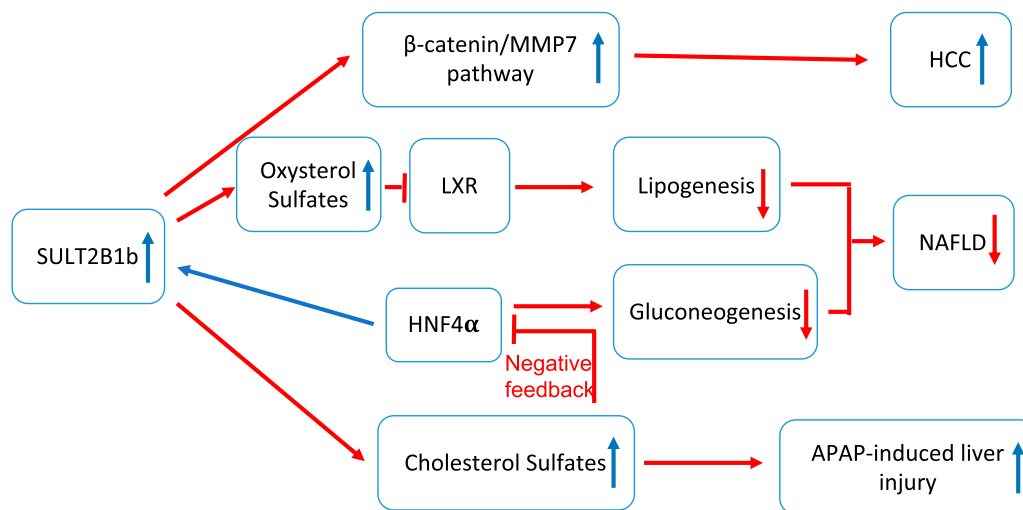 β-catenin/MMP7
pathway
HCC
Oxysterol
Sulfates
LXR
Lipogenesis
SULT2B1b
NAFLD
HNF4α
Gluconeogenesis
Negative
feedback
Cholesterol Sulfates
APAP-induced liver
injury